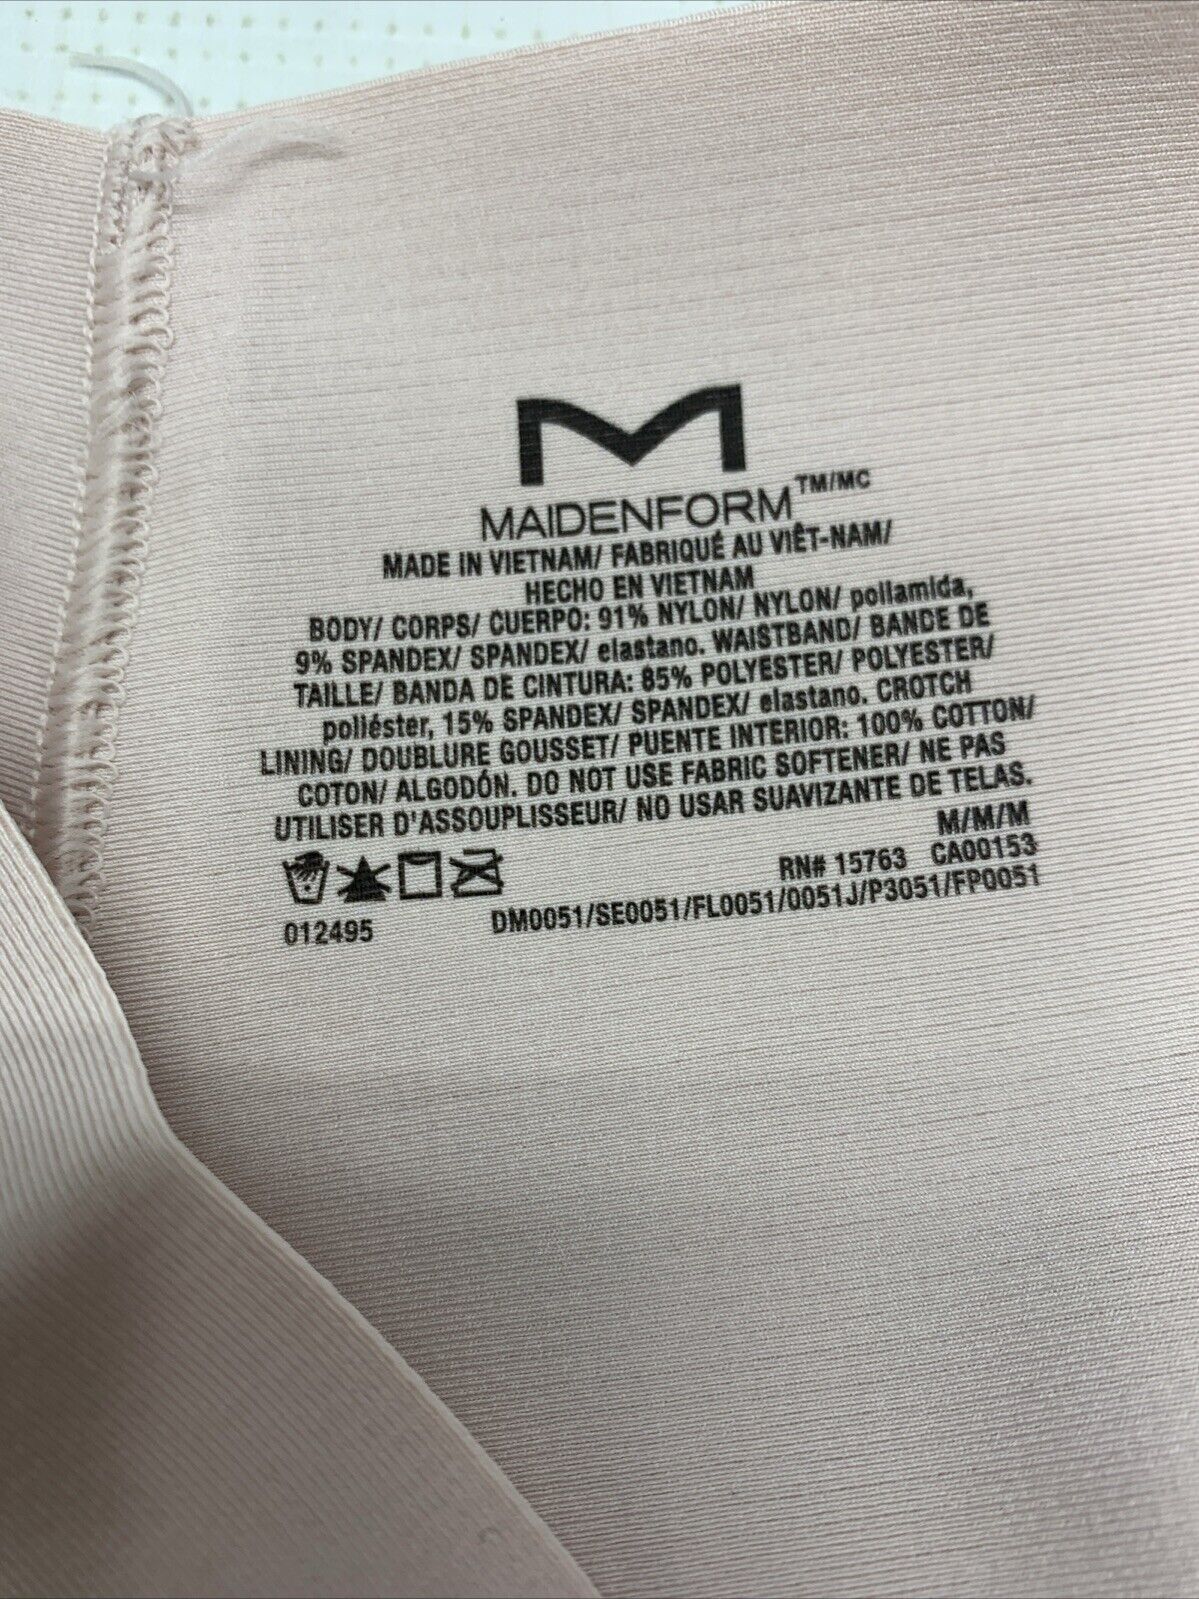 MAIDENFORM TM/MC
MADE IN VIETNAM/ FABRIQUÉ AU VIÊT-NAM/
HECHO EN VIETNAM
BODY/ CORPS/ CUERPO: 91% NYLON/ NYLON/ poliamida,
9% SPANDEX/ SPANDEX/ elastano. WAISTBAND/ BANDE DE
TAILLE/ BANDA DE CINTURA: 85% POLYESTER/ POLYESTER/
poliéster, 15% SPANDEX/ SPANDEX/ elastano. CROTCH
LINING/ DOUBLURE GOUSSET/ PUENTE INTERIOR: 100% COTTON/
COTON/ ALGODÓN. DO NOT USE FABRIC SOFTENER/ NE PAS
UTILISER D'ASSOUPLISSEUR/ NO USAR SUAVIZANTE DE TELAS.
M/M/M
RN# 15763 CA00153
012495 DM0051/SE0051/FL0051/0051J/P3051/FP0051